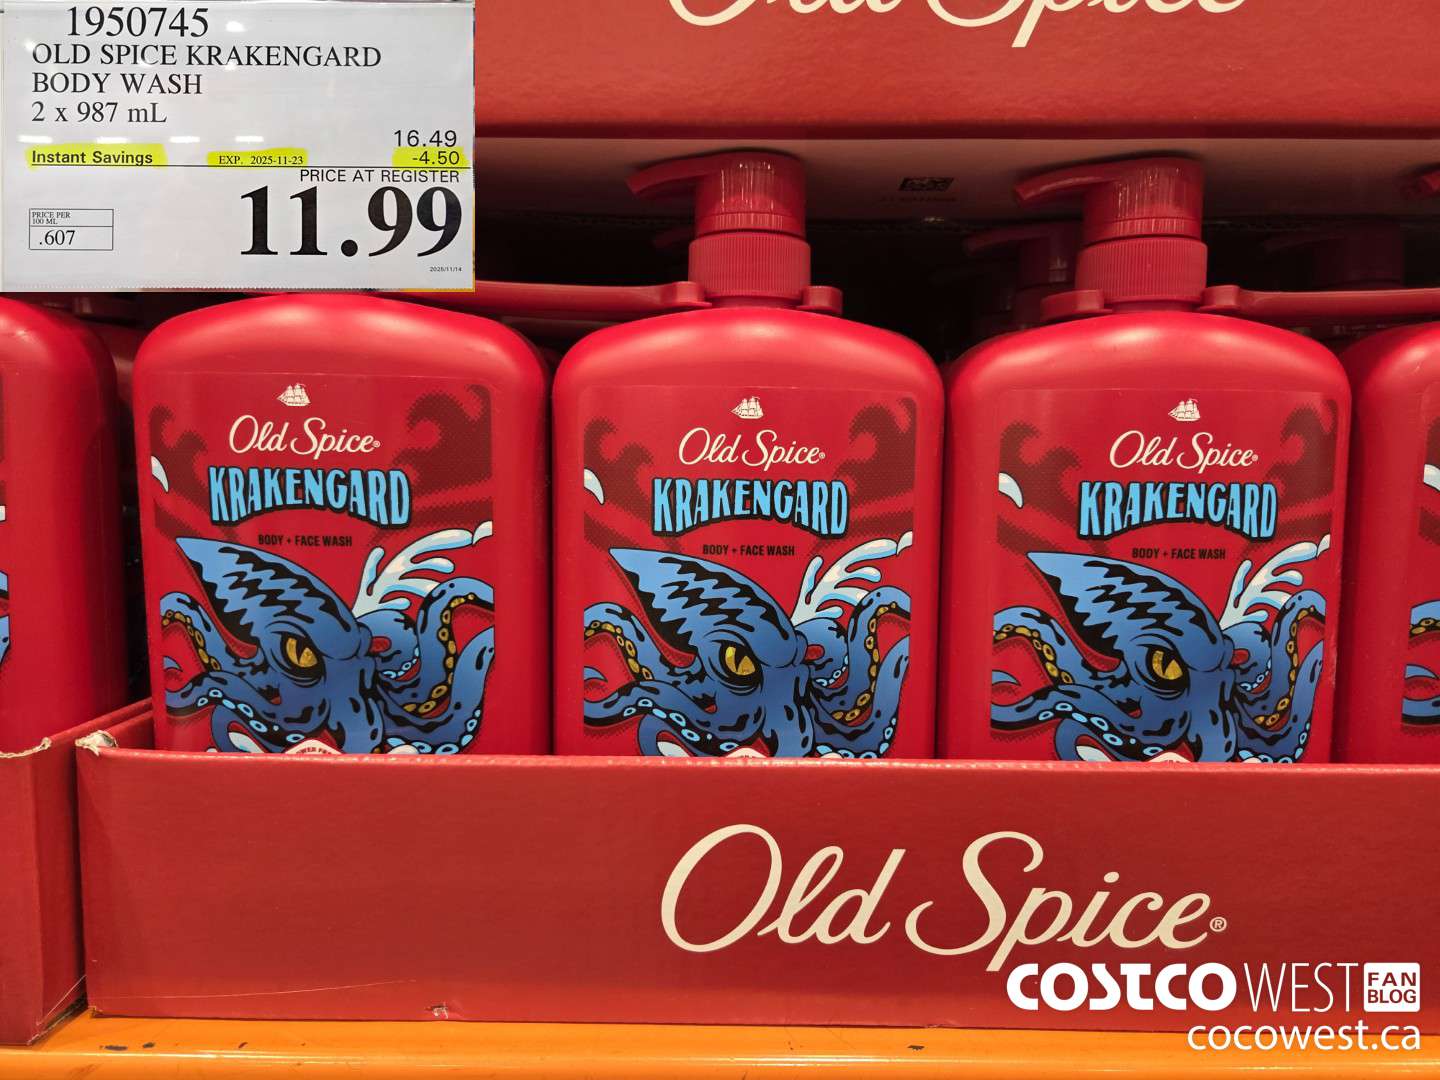 Old Spice
1950745
OLD SPICE KRAKENGARD
BODY WASH
2 x 987 mL
16.49
Instant Savings EXP. 2025-11-23 -4.50
PRICE AT REGISTER
11.99
PRICE PER
100 ML
.607
2025/11/14
Old Spice®
KRAKENGARD
BODY + FACE WASH
Old Spice®
KRAKENGARD
BODY + FACE WASH
Old Spice®
KRAKENGARD
BODY + FACE WASH
Old Spice®
COSTCO WEST FAN BLOG
cocowest.ca